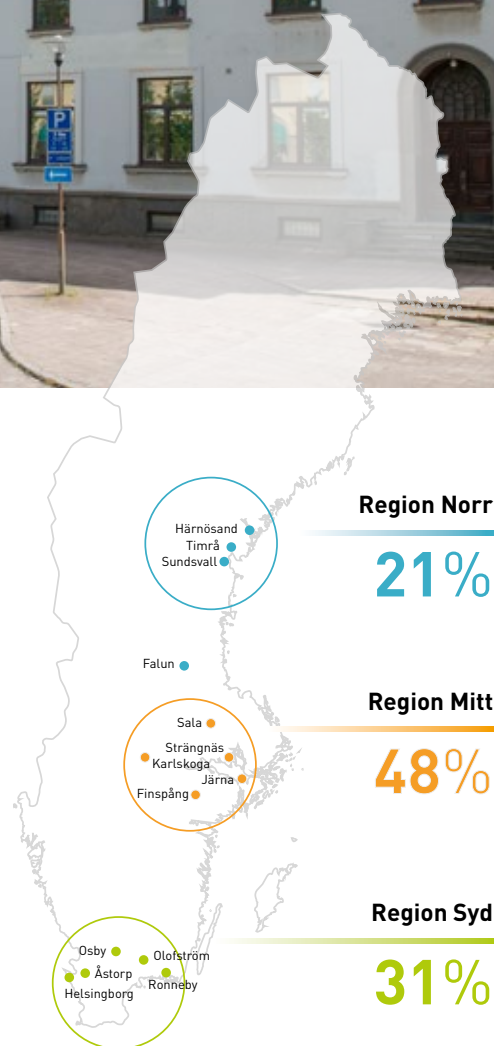 P
Region Norr
21%
Härnösand
Timrå
Sundsvall
Falun
Region Mitt
48%
Sala
Strängnäs
Karlskoga
Järna
Finspång
Region Syd
31%
Osby
Olofström
Åstorp
Ronneby
Helsingborg